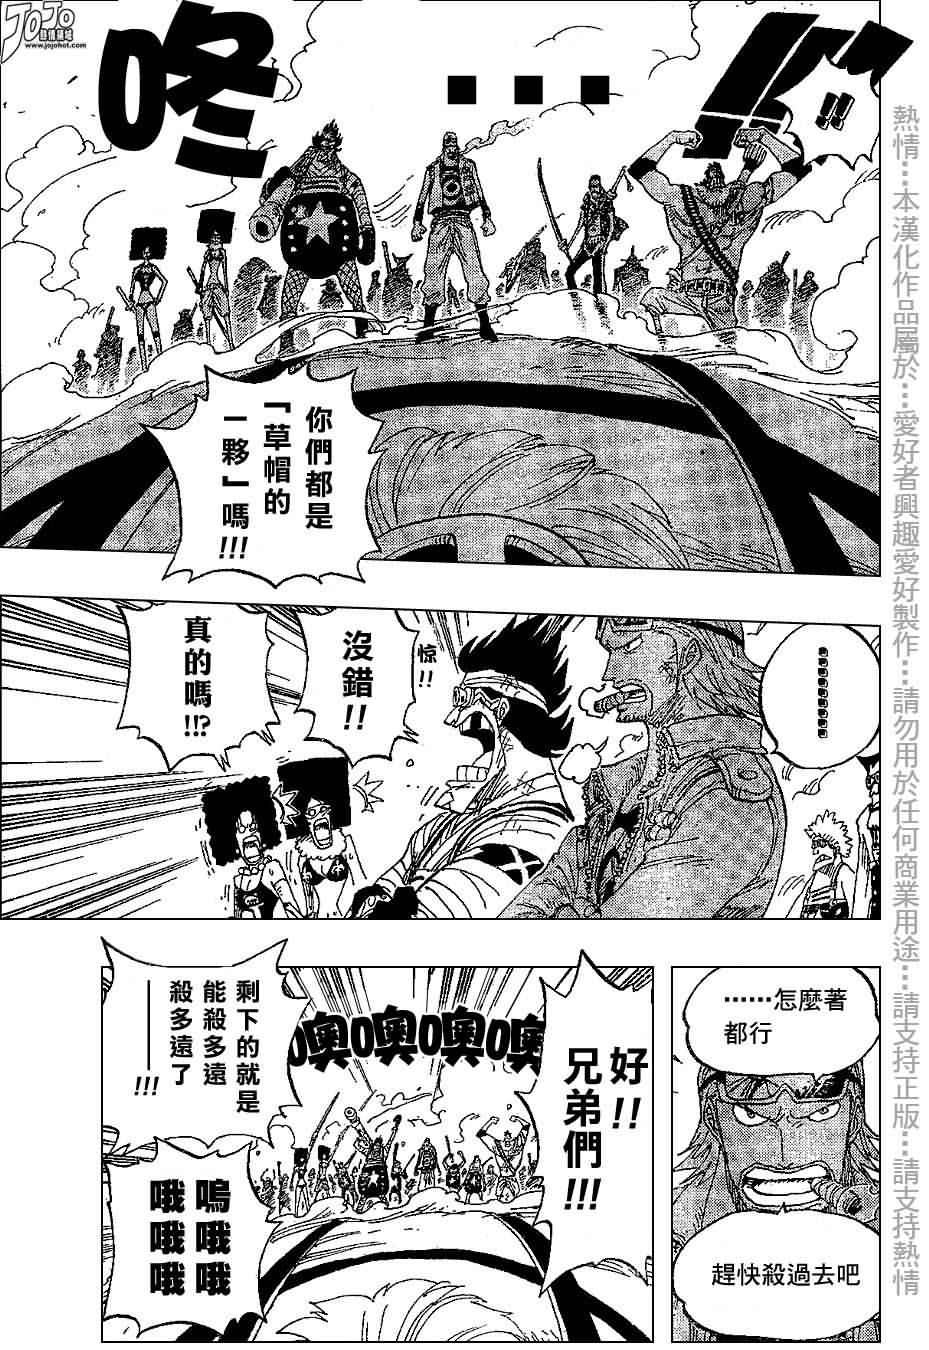 JOJO
熱情領域
www.jojohot.com
咚
...
!!
!!
你們都是
「草帽的
一夥」嗎
!!!
…………
惊!!
沒錯!!
真的嗎!!?
……怎麼著
都行
趕快殺過去吧
好!!
兄弟們!!!
噢噢噢噢
剩下的就是
能殺多遠
殺多遠了
——!!!
嗚哦哦
哦哦哦
熱情…本漢化作品屬於…愛好者興趣愛好製作…請勿用於任何商業用途…請支持正版…請支持熱情